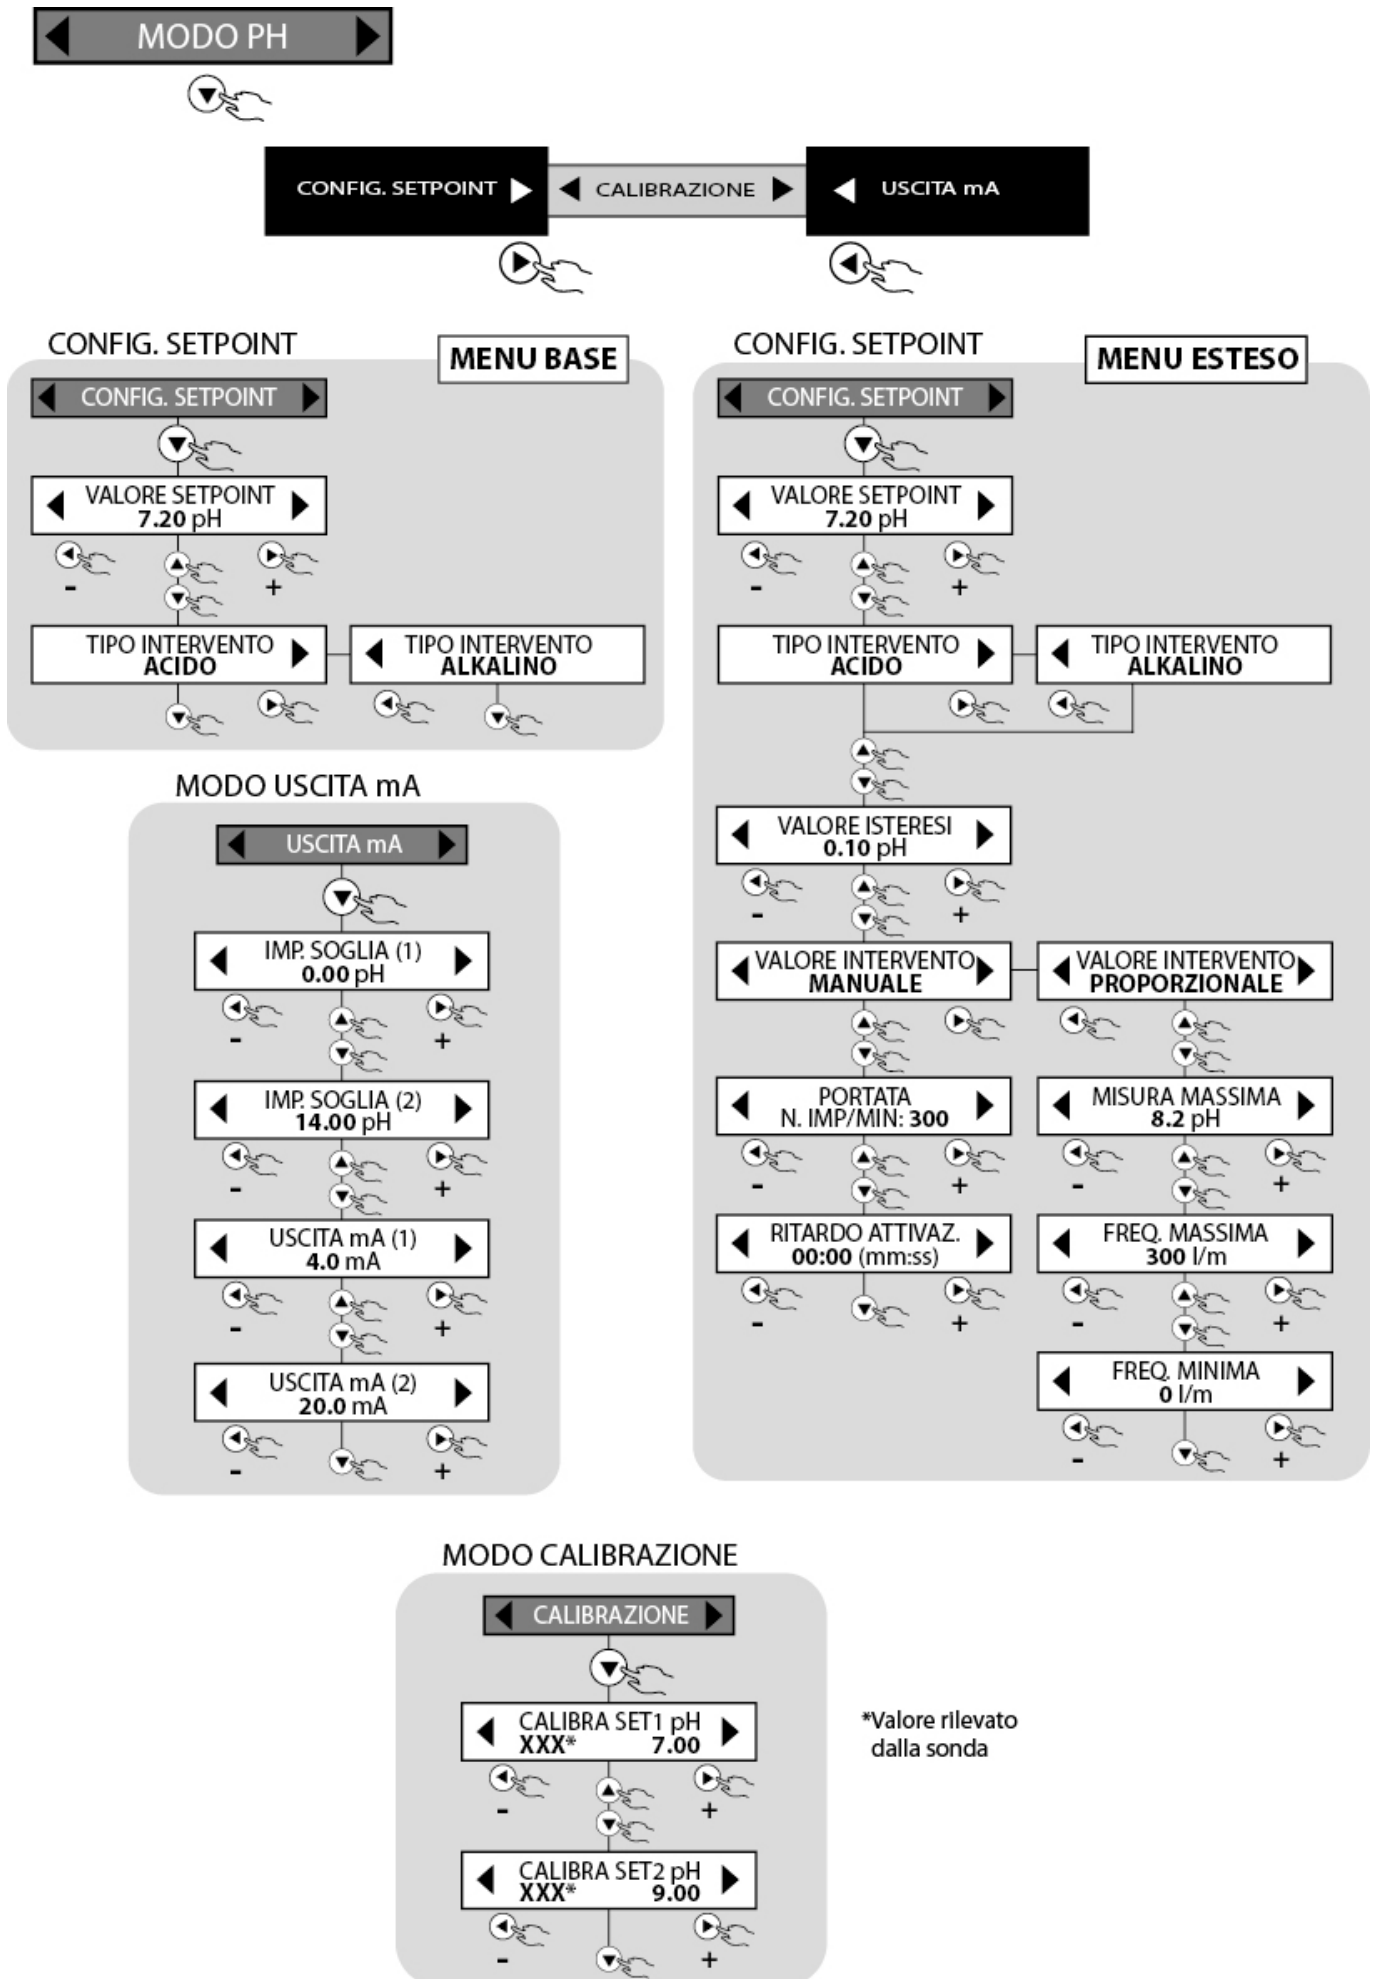 MODO PH
CONFIG. SETPOINT
CALIBRAZIONE
USCITA mA
CONFIG. SETPOINT
MENU BASE
CONFIG. SETPOINT
VALORE SETPOINT
7.20 pH
-
+
TIPO INTERVENTO
ACIDO
TIPO INTERVENTO
ALKALINO
MODO USCITA mA
USCITA mA
IMP. SOGLIA (1)
0.00 pH
-
+
IMP. SOGLIA (2)
14.00 pH
-
+
USCITA mA (1)
4.0 mA
-
+
USCITA mA (2)
20.0 mA
-
+
CONFIG. SETPOINT
MENU ESTESO
CONFIG. SETPOINT
VALORE SETPOINT
7.20 pH
-
+
TIPO INTERVENTO
ACIDO
TIPO INTERVENTO
ALKALINO
VALORE ISTERESI
0.10 pH
-
+
VALORE INTERVENTO
MANUALE
VALORE INTERVENTO
PROPORZIONALE
PORTATA
N. IMP/MIN: 300
-
+
MISURA MASSIMA
8.2 pH
-
+
RITARDO ATTIVAZ.
00:00 (mm:ss)
-
+
FREQ. MASSIMA
300 l/m
-
+
FREQ. MINIMA
0 l/m
-
+
MODO CALIBRAZIONE
CALIBRAZIONE
CALIBRA SET1 pH
XXX* 7.00
-
+
CALIBRA SET2 pH
XXX* 9.00
-
+
*Valore rilevato
dalla sonda